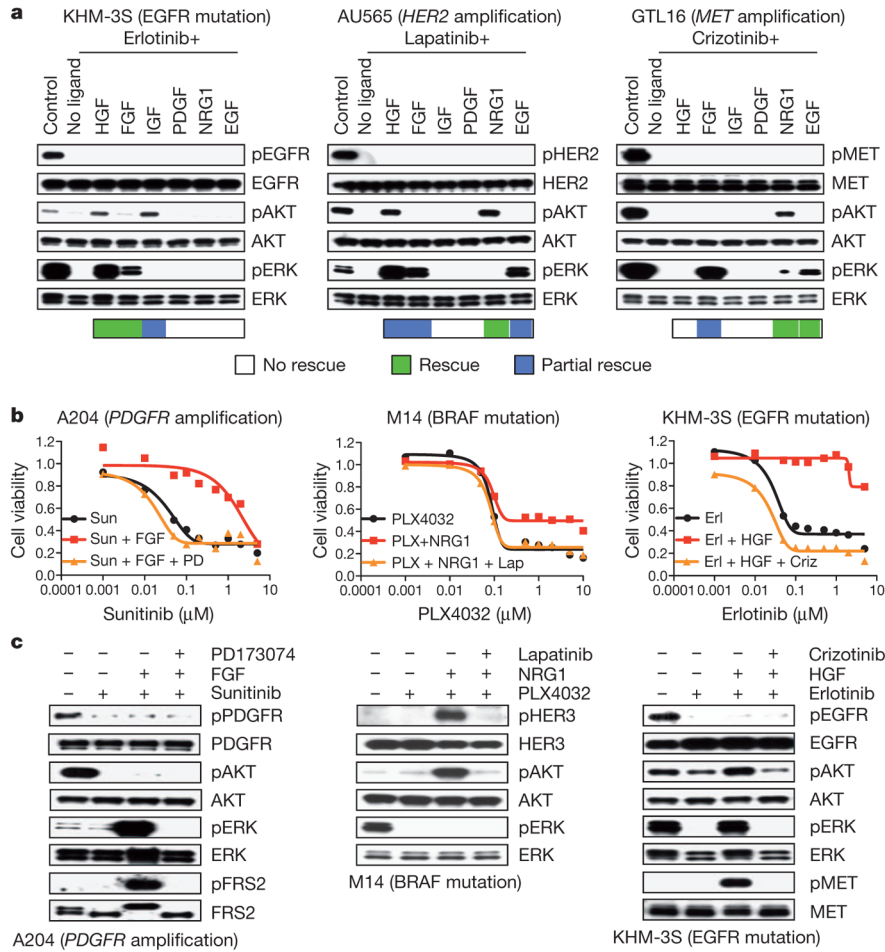 a
KHM-3S (EGFR mutation)
Erlotinib+
Control
No ligand
HGF
FGF
IGF
PDGF
NRG1
EGF
pEGFR
EGFR
pAKT
AKT
pERK
ERK
AU565 (HER2 amplification)
Lapatinib+
Control
No ligand
HGF
FGF
IGF
PDGF
NRG1
EGF
pHER2
HER2
pAKT
AKT
pERK
ERK
GTL16 (MET amplification)
Crizotinib+
Control
No ligand
HGF
FGF
IGF
PDGF
NRG1
EGF
pMET
MET
pAKT
AKT
pERK
ERK
No rescue
Rescue
Partial rescue
b
A204 (PDGFR amplification)
Cell viability
1.2
1.0
0.8
0.6
0.4
0.2
0.0
Sun
Sun + FGF
Sun + FGF + PD
0.0001 0.001 0.01 0.1 1 10
Sunitinib (μM)
M14 (BRAF mutation)
Cell viability
1.2
1.0
0.8
0.6
0.4
0.2
0.0
PLX4032
PLX+NRG1
PLX + NRG1 + Lap
0.0001 0.001 0.01 0.1 1 10
PLX4032 (μM)
KHM-3S (EGFR mutation)
Cell viability
1.2
1.0
0.8
0.6
0.4
0.2
0.0
Erl
Erl + HGF
Erl + HGF + Criz
0.0001 0.001 0.01 0.1 1 10
Erlotinib (μM)
c
– – – + PD173074
– – + + FGF
– + + + Sunitinib
pPDGFR
PDGFR
pAKT
AKT
pERK
ERK
pFRS2
FRS2
A204 (PDGFR amplification)
– – – + Lapatinib
– – + + NRG1
– + + + PLX4032
pHER3
HER3
pAKT
AKT
pERK
ERK
M14 (BRAF mutation)
– – – + Crizotinib
– – + + HGF
– + + + Erlotinib
pEGFR
EGFR
pAKT
AKT
pERK
ERK
pMET
MET
KHM-3S (EGFR mutation)